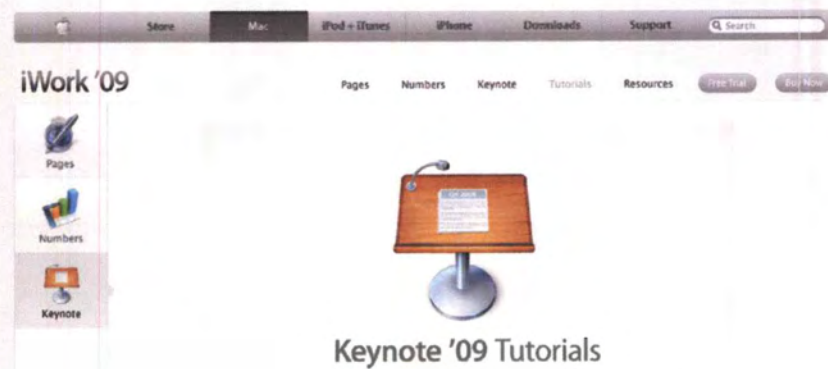 Store Mac iPod + iTunes iPhone Downloads Support Search
iWork '09 Pages Numbers Keynote Tutorials Resources Free Trial Buy Now
Pages
Numbers
Keynote
Keynote '09 Tutorials